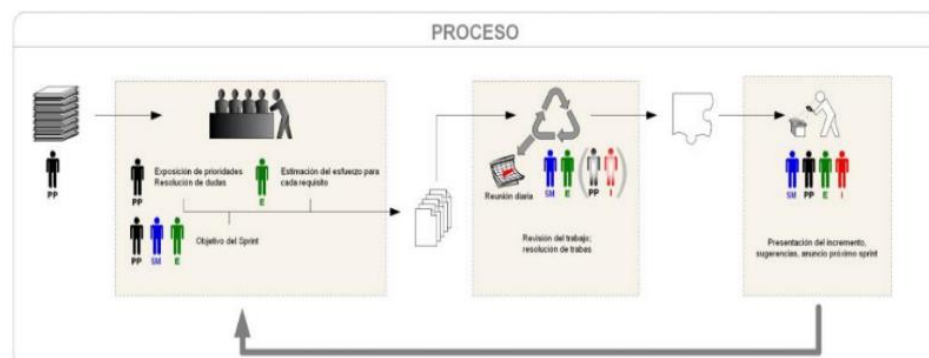 PROCESO
PP
PP
Exposición de prioridades
Resolución de dudas
E
Estimación del esfuerzo para
cada requisito
PP SM E
Objetivo del Sprint
Reunión diaria
SM E PP I
Revisión del trabajo;
resolución de trabas
SM PP E I
Presentación del incremento,
sugerencias, anuncio próximo sprint